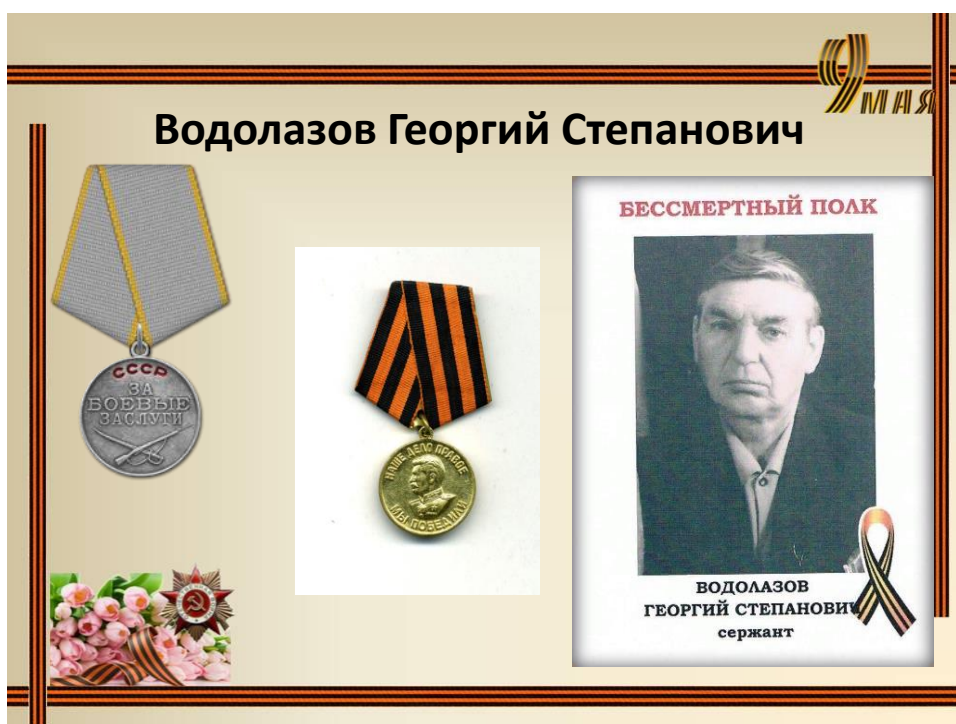 9 МАЯ
Водолазов Георгий Степанович
СССР
ЗА
БОЕВЫЕ
ЗАСЛУГИ
НАШЕ ДЕЛО ПРАВОЕ
МЫ ПОБЕДИЛИ
БЕССМЕРТНЫЙ ПОЛК
ВОДОЛАЗОВ
ГЕОРГИЙ СТЕПАНОВИЧ
сержант